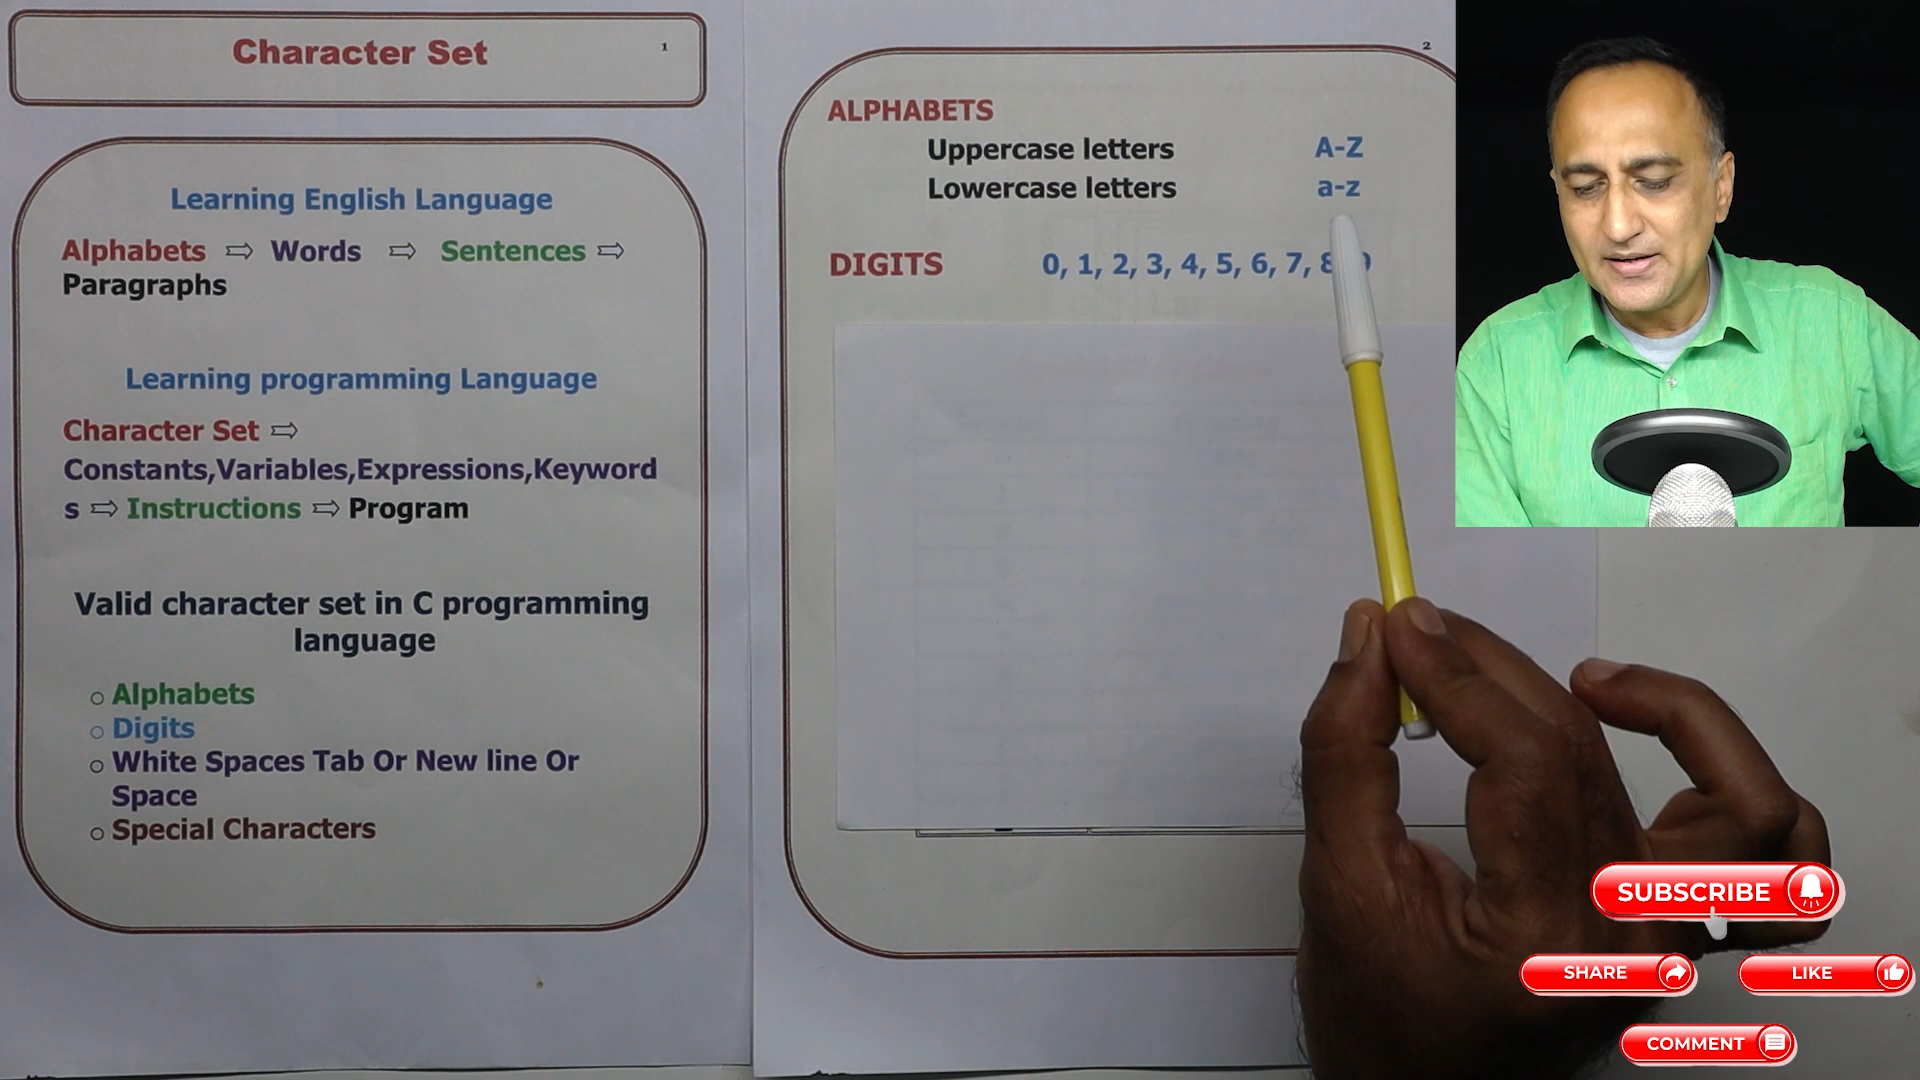 Character Set
1
Learning English Language
Alphabets ⇨ Words ⇨ Sentences ⇨
Paragraphs
Learning programming Language
Character Set ⇨
Constants,Variables,Expressions,Keyword
s ⇨ Instructions ⇨ Program
Valid character set in C programming
language
o Alphabets
o Digits
o White Spaces Tab Or New line Or
Space
o Special Characters
2
ALPHABETS
Uppercase letters A-Z
Lowercase letters a-z
DIGITS 0, 1, 2, 3, 4, 5, 6, 7, 8
SUBSCRIBE
SHARE
LIKE
COMMENT